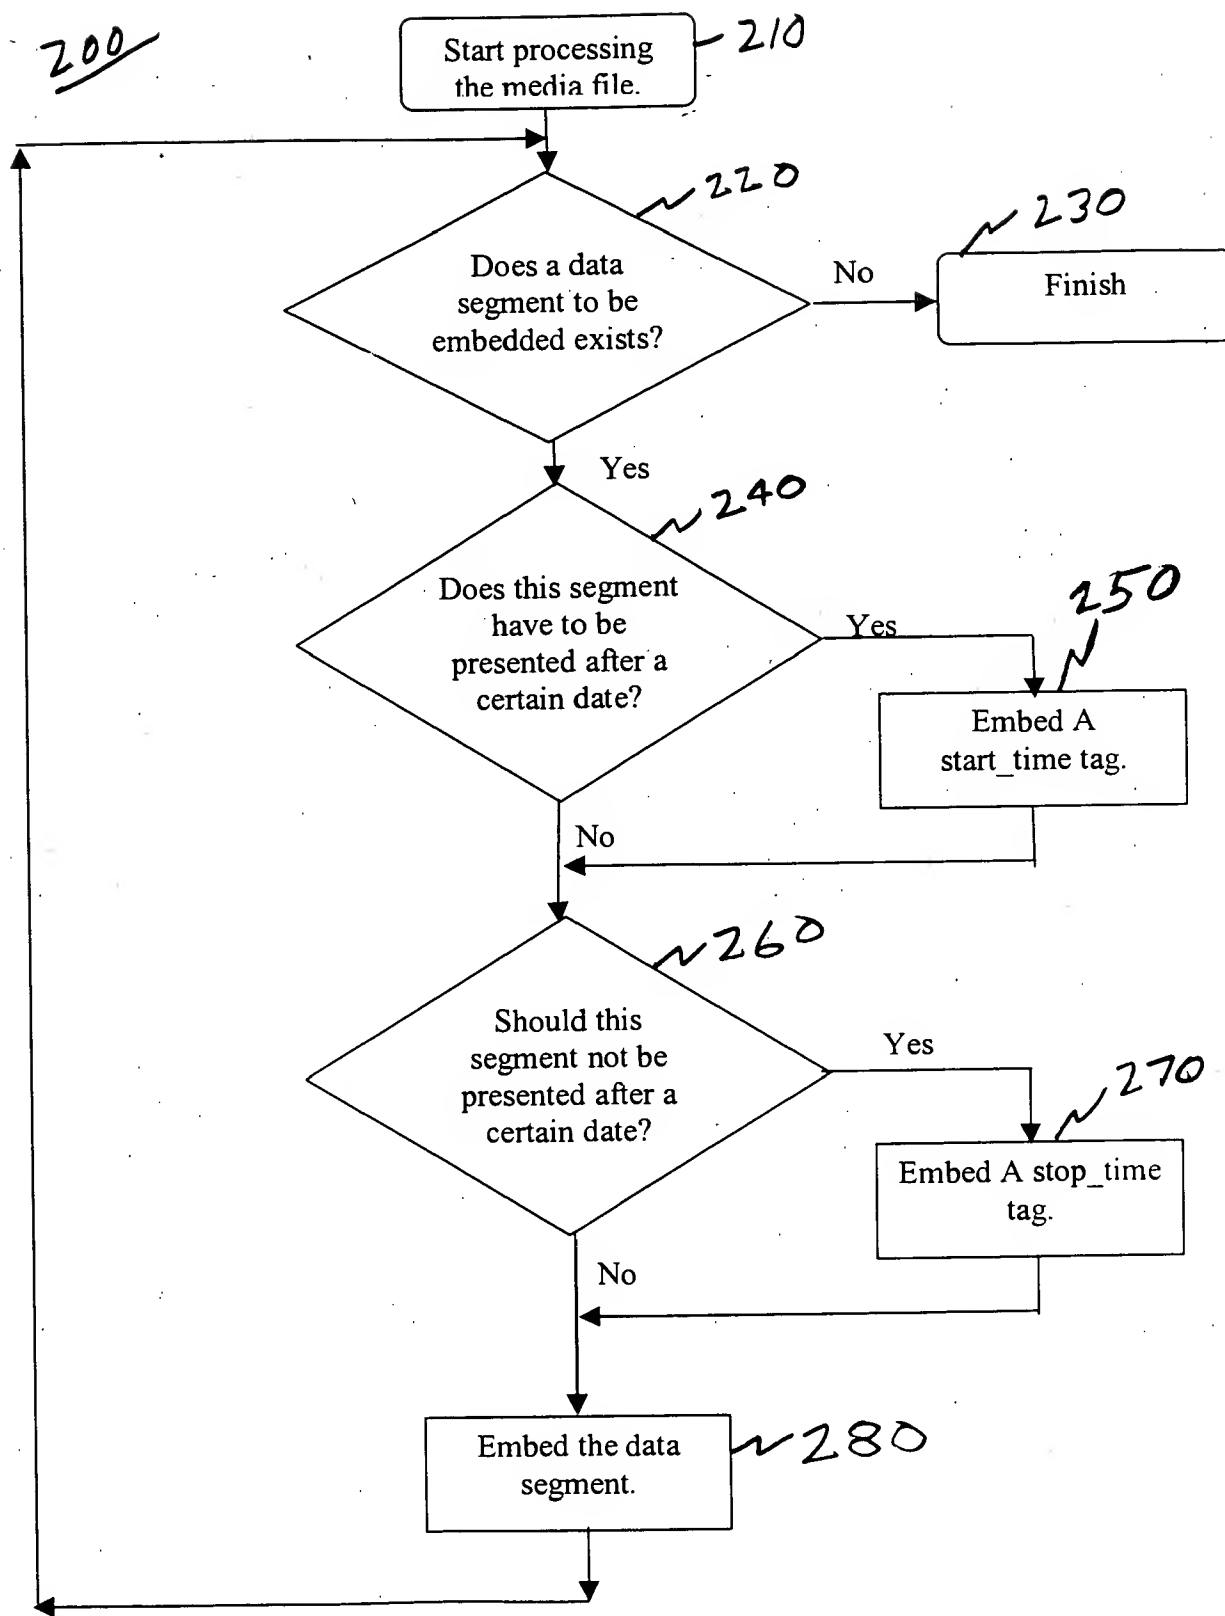 200
Start processing
the media file.
210
220
Does a data
segment to be
embedded exists?
No
230
Finish
Yes
240
Does this segment
have to be
presented after a
certain date?
Yes
250
Embed A
start_time tag.
No
260
Should this
segment not be
presented after a
certain date?
Yes
270
Embed A stop_time
tag.
No
Embed the data
segment.
280